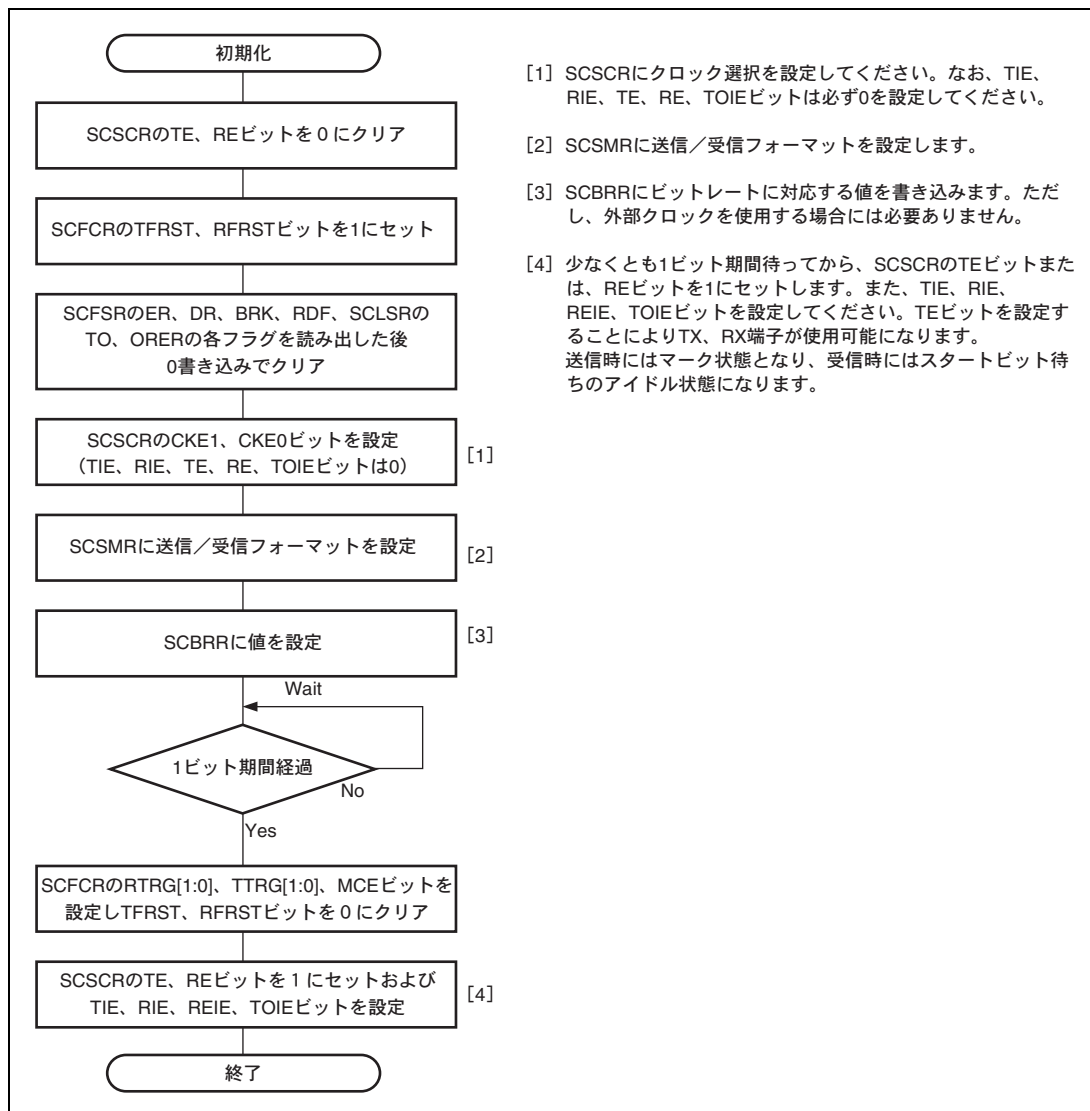 初期化
SCSCRのTE、REビットを 0 にクリア
SCFCRのTFRST、RFRSTビットを1にセット
SCFSRのER、DR、BRK、RDF、SCLSRの
TO、ORERの各フラグを読み出した後
0書き込みでクリア
SCSCRのCKE1、CKE0ビットを設定
（TIE、RIE、TE、RE、TOIEビットは0）
［1］
SCSMRに送信／受信フォーマットを設定
［2］
SCBRRに値を設定
［3］
Wait
1ビット期間経過
No
Yes
SCFCRのRTRG[1:0]、TTRG[1:0]、MCEビットを
設定しTFRST、RFRSTビットを 0 にクリア
SCSCRのTE、REビットを 1 にセットおよび
TIE、RIE、REIE、TOIEビットを設定
［4］
終了
［1］SCSCRにクロック選択を設定してください。なお、TIE、
RIE、TE、RE、TOIEビットは必ず0を設定してください。
［2］SCSMRに送信／受信フォーマットを設定します。
［3］SCBRRにビットレートに対応する値を書き込みます。ただ
し、外部クロックを使用する場合には必要ありません。
［4］少なくとも1ビット期間待ってから、SCSCRのTEビットまた
は、REビットを1にセットします。また、TIE、RIE、
REIE、TOIEビットを設定してください。TEビットを設定す
ることによりTX、RX端子が使用可能になります。
送信時にはマーク状態となり、受信時にはスタートビット待
ちのアイドル状態になります。